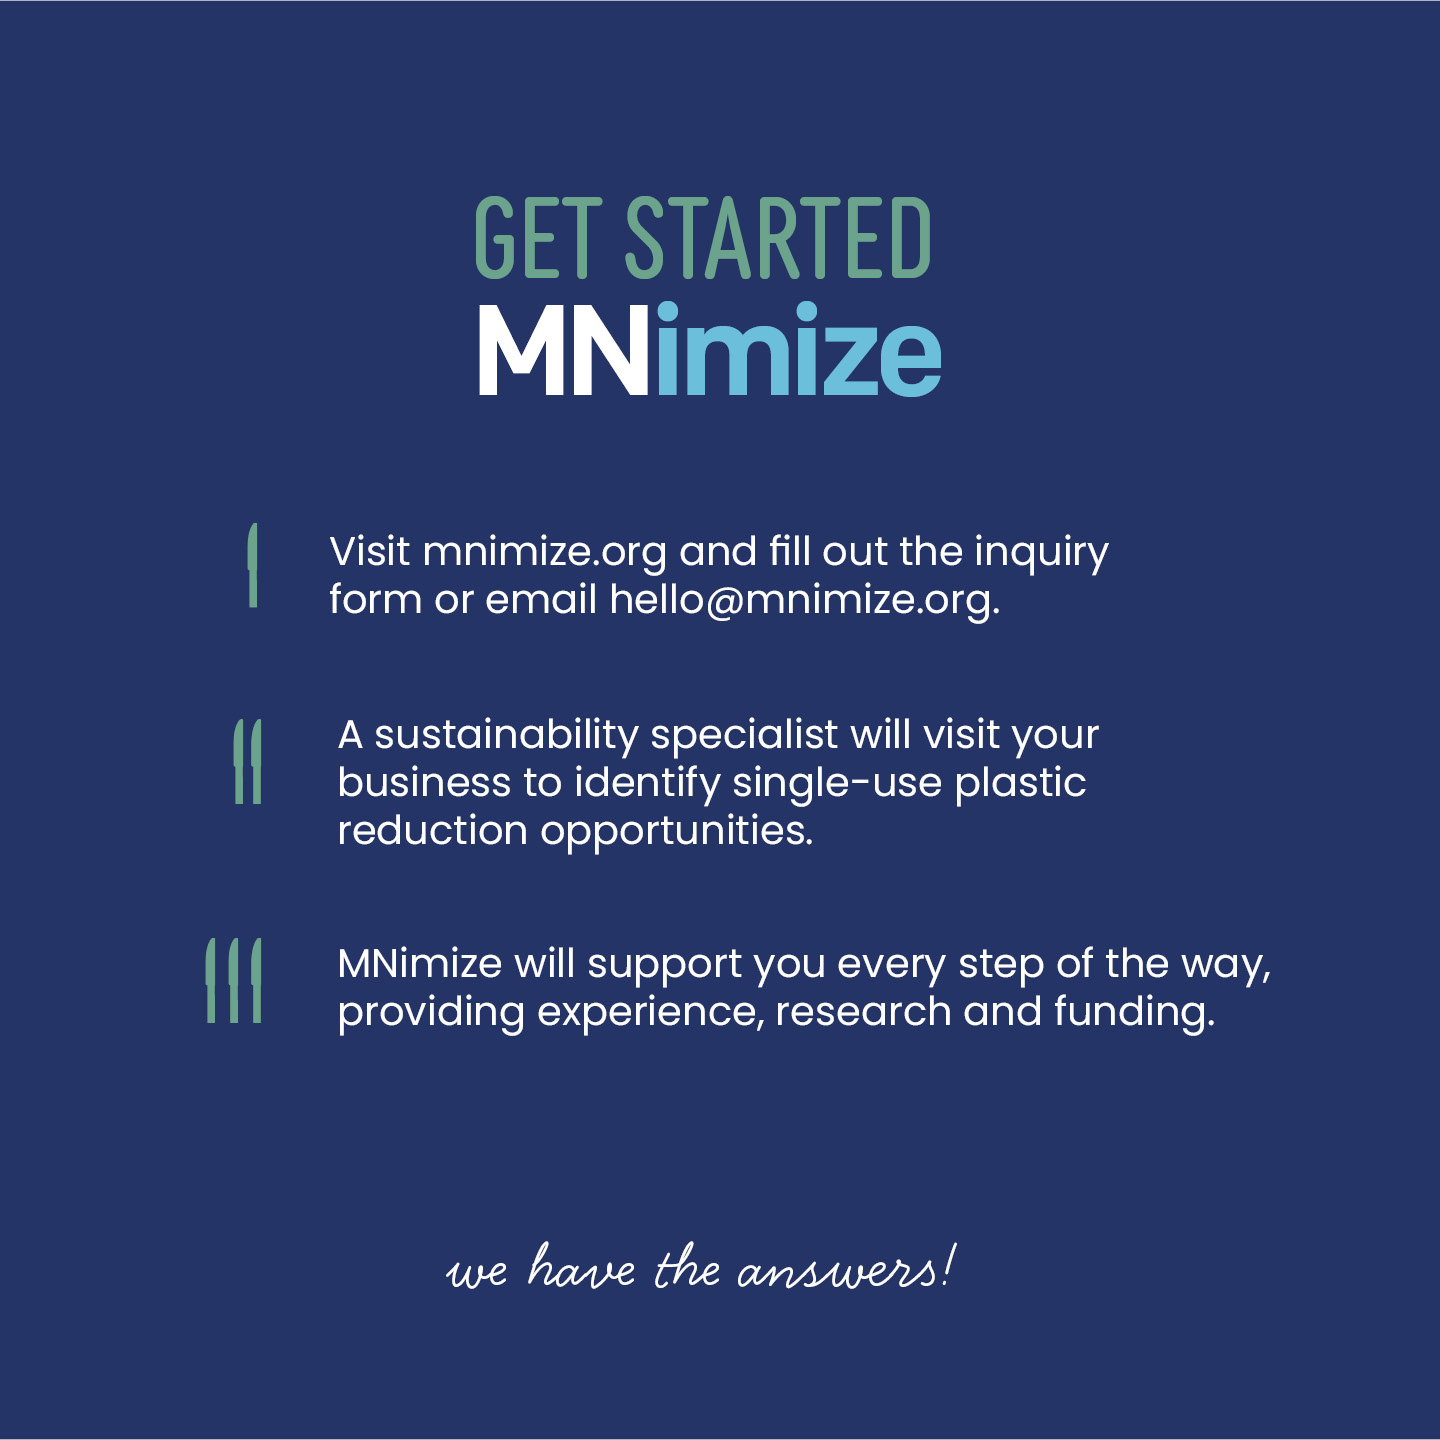 GET STARTED
MNimize
Visit mnimize.org and fill out the inquiry
form or email hello@mnimize.org.
A sustainability specialist will visit your
business to identify single-use plastic
reduction opportunities.
MNimize will support you every step of the way,
providing experience, research and funding.
we have the answers!